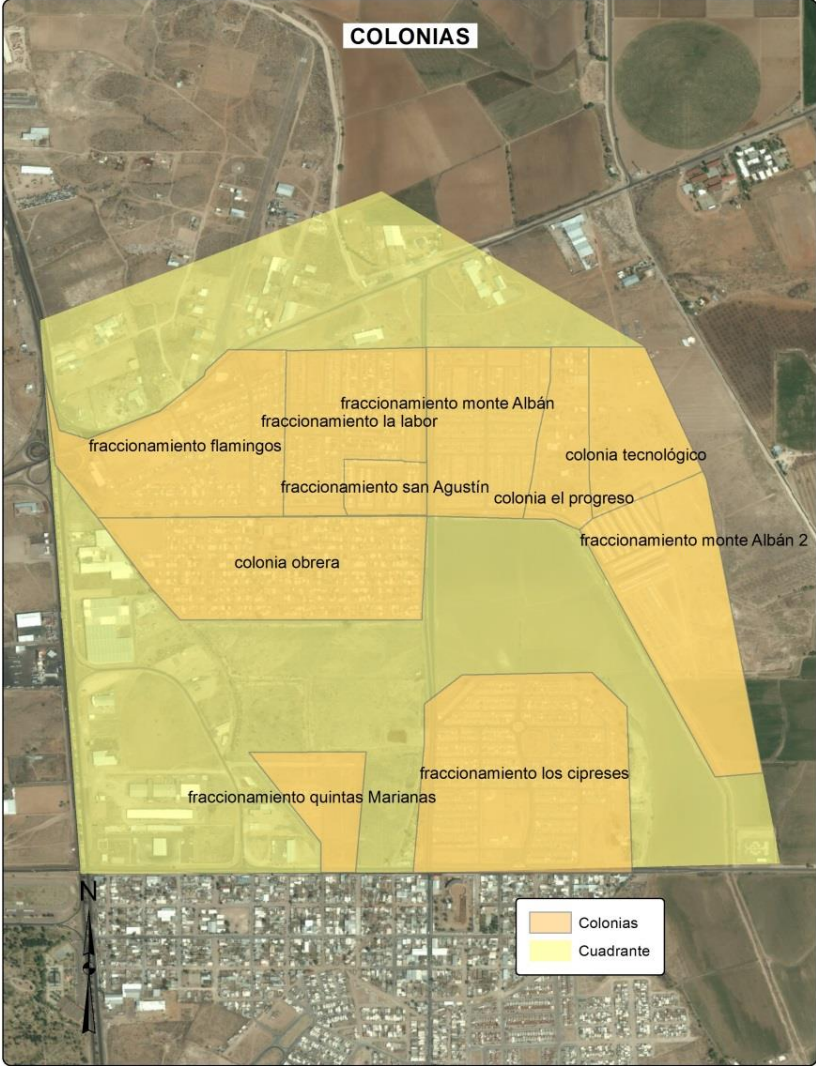 COLONIAS
fraccionamiento monte Albán
fraccionamiento la labor
fraccionamiento flamingos
colonia tecnológico
fraccionamiento san Agustín
colonia el progreso
fraccionamiento monte Albán 2
colonia obrera
fraccionamiento los cipreses
fraccionamiento quintas Marianas
N
Colonias
Cuadrante